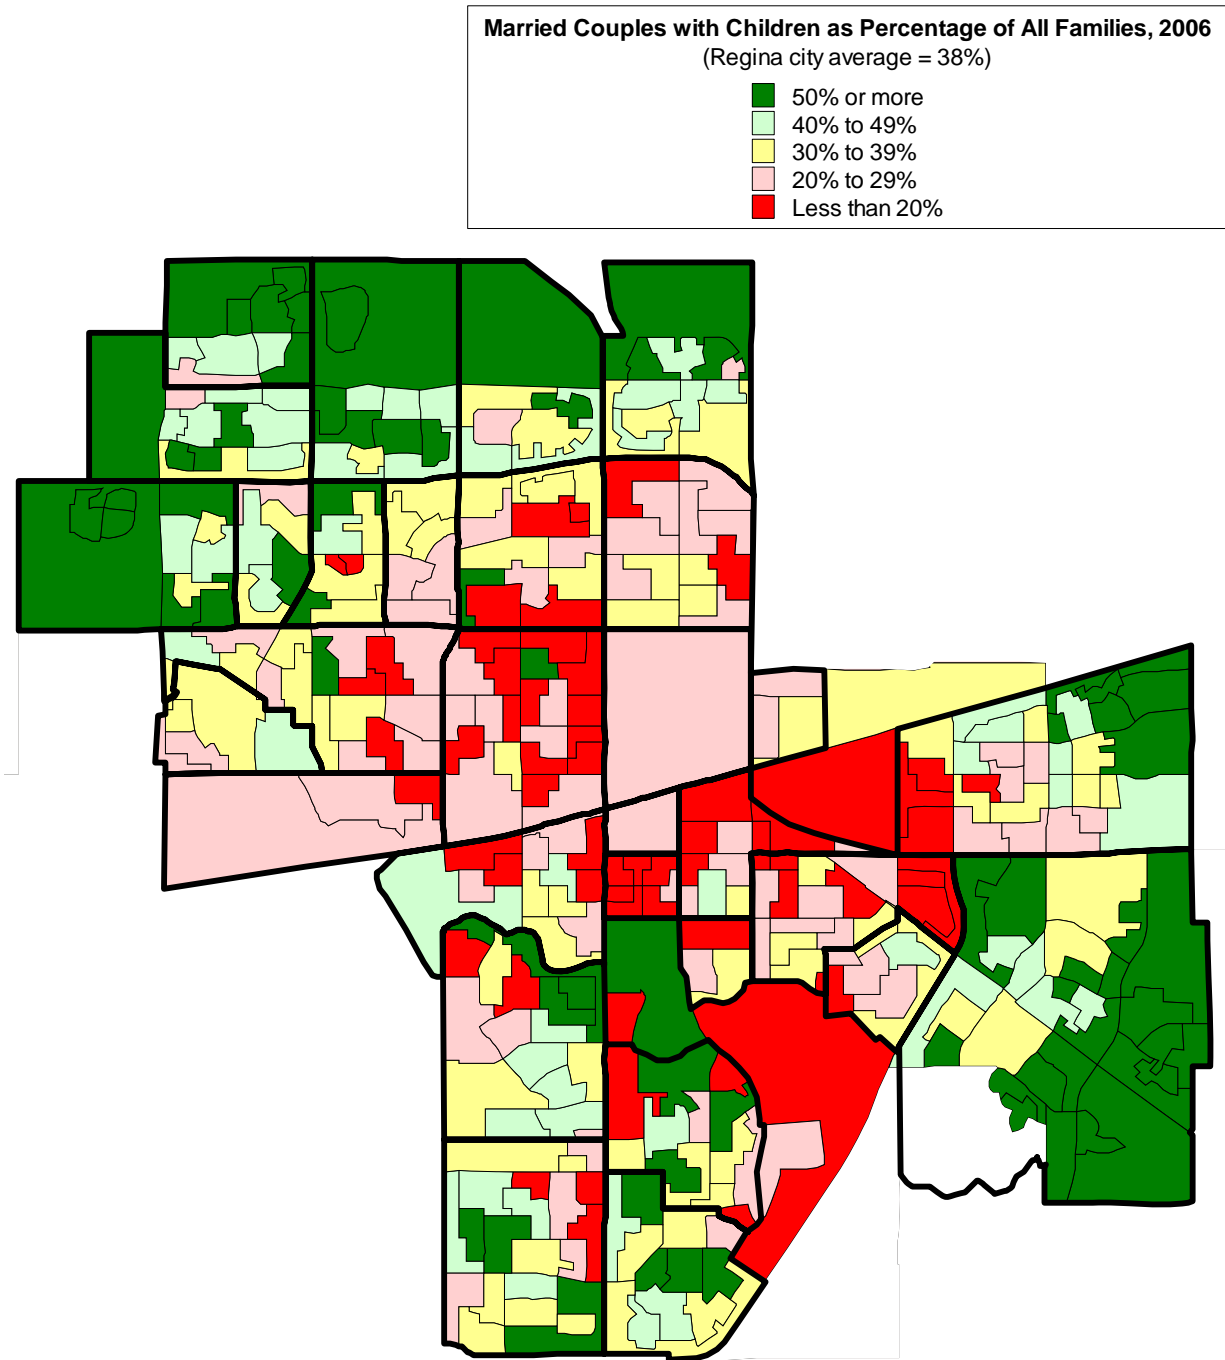 Married Couples with Children as Percentage of All Families, 2006
(Regina city average = 38%)
50% or more
40% to 49%
30% to 39%
20% to 29%
Less than 20%